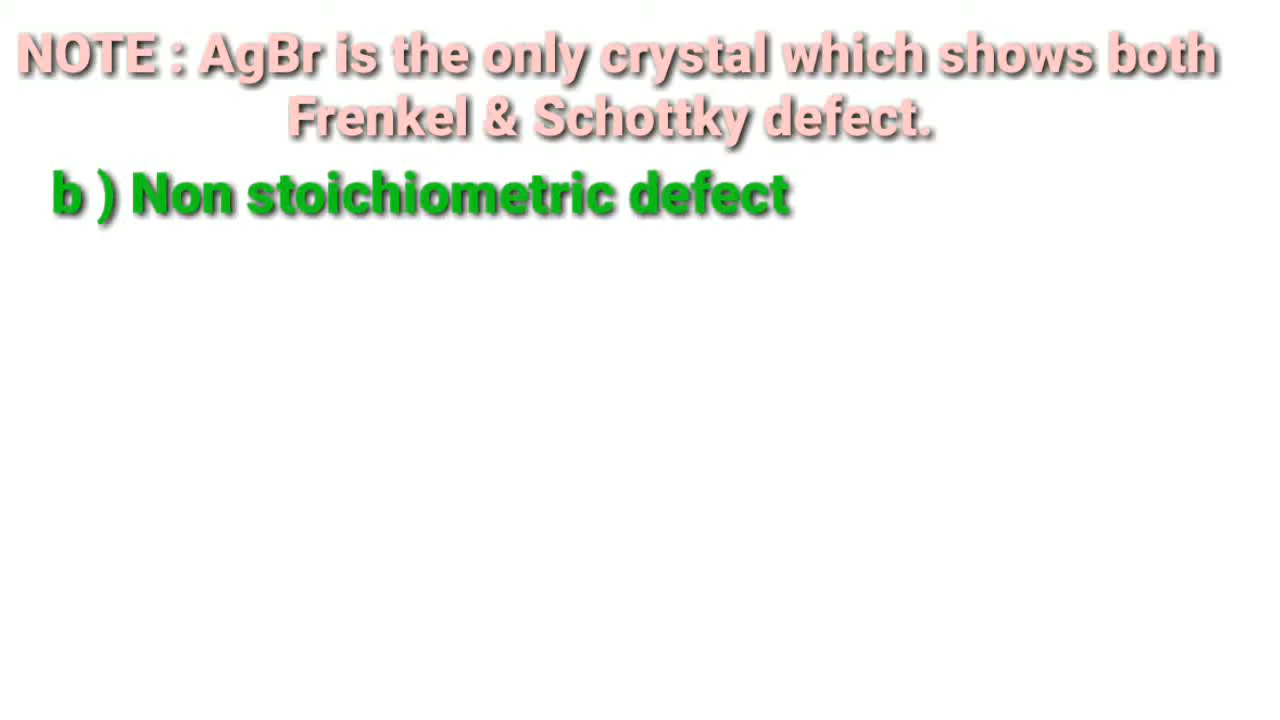 NOTE : AgBr is the only crystal which shows both
Frenkel & Schottky defect.
b ) Non stoichiometric defect